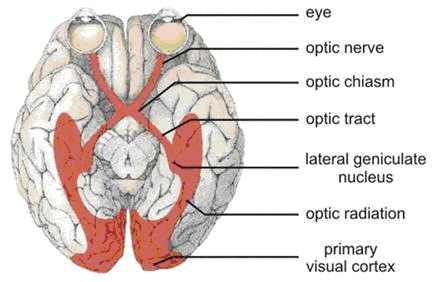 eye
optic nerve
optic chiasm
optic tract
lateral geniculate
nucleus
optic radiation
primary
visual cortex